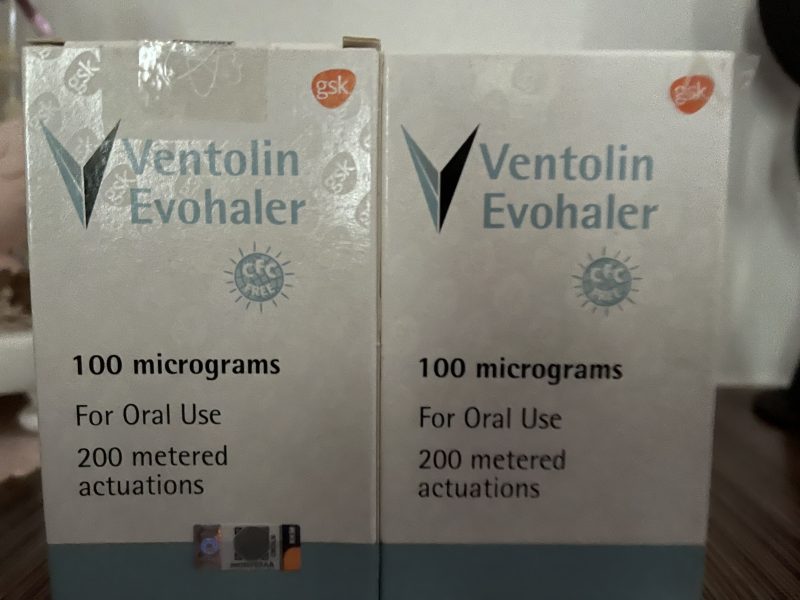 gsk
Ventolin
Evohaler
CFC
FREE
100 micrograms
For Oral Use
200 metered
actuations
gsk
Ventolin
Evohaler
CFC
FREE
100 micrograms
For Oral Use
200 metered
actuations